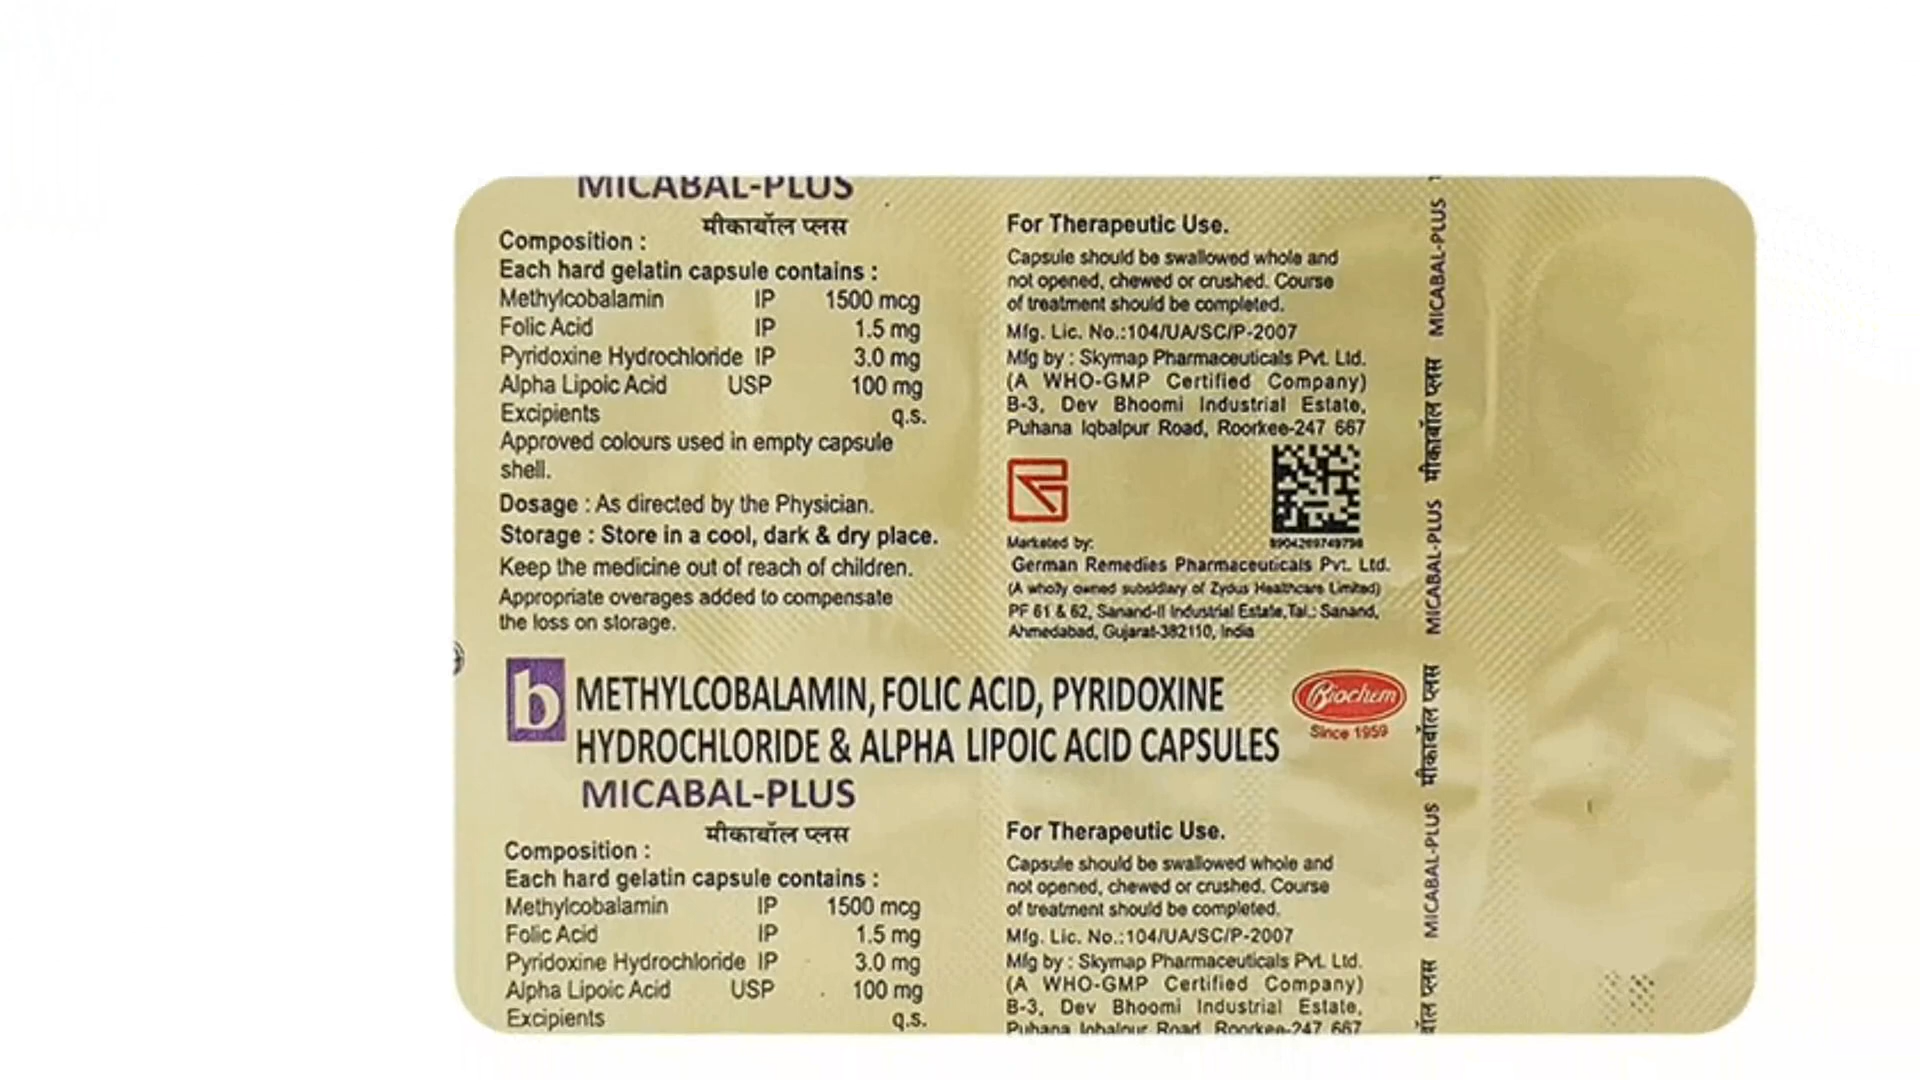 MICABAL-PLUS
मीकाबॉल प्लस
Composition :
Each hard gelatin capsule contains :
Methylcobalamin IP 1500 mcg
Folic Acid IP 1.5 mg
Pyridoxine Hydrochloride IP 3.0 mg
Alpha Lipoic Acid USP 100 mg
Excipients q.s.
Approved colours used in empty capsule
shell.
Dosage : As directed by the Physician.
Storage : Store in a cool, dark & dry place.
Keep the medicine out of reach of children.
Appropriate overages added to compensate
the loss on storage.
For Therapeutic Use.
Capsule should be swallowed whole and
not opened, chewed or crushed. Course
of treatment should be completed.
Mfg. Lic. No.:104/UA/SC/P-2007
Mfg by : Skymap Pharmaceuticals Pvt. Ltd.
(A WHO-GMP Certified Company)
B-3, Dev Bhoomi Industrial Estate,
Puhana Iqbalpur Road, Roorkee-247 667
8904269749798
Marketed by:
German Remedies Pharmaceuticals Pvt. Ltd.
(A wholly owned subsidiary of Zydus Healthcare Limited)
PF 61 & 62, Sanand-II Industrial Estate,Tal.: Sanand,
Ahmedabad, Gujarat-382110, India
b METHYLCOBALAMIN, FOLIC ACID, PYRIDOXINE
HYDROCHLORIDE & ALPHA LIPOIC ACID CAPSULES
Biochem
Since 1959
MICABAL-PLUS
मीकाबॉल प्लस
Composition :
Each hard gelatin capsule contains :
Methylcobalamin IP 1500 mcg
Folic Acid IP 1.5 mg
Pyridoxine Hydrochloride IP 3.0 mg
Alpha Lipoic Acid USP 100 mg
Excipients q.s.
For Therapeutic Use.
Capsule should be swallowed whole and
not opened, chewed or crushed. Course
of treatment should be completed.
Mfg. Lic. No.:104/UA/SC/P-2007
Mfg by : Skymap Pharmaceuticals Pvt. Ltd.
(A WHO-GMP Certified Company)
B-3, Dev Bhoomi Industrial Estate,
Puhana Iqbalpur Road, Roorkee-247 667
प्लस MICABAL-PLUS मीकाबॉल प्लस MICABAL-PLUS मीकाबॉल प्लस MICABAL-PLUS